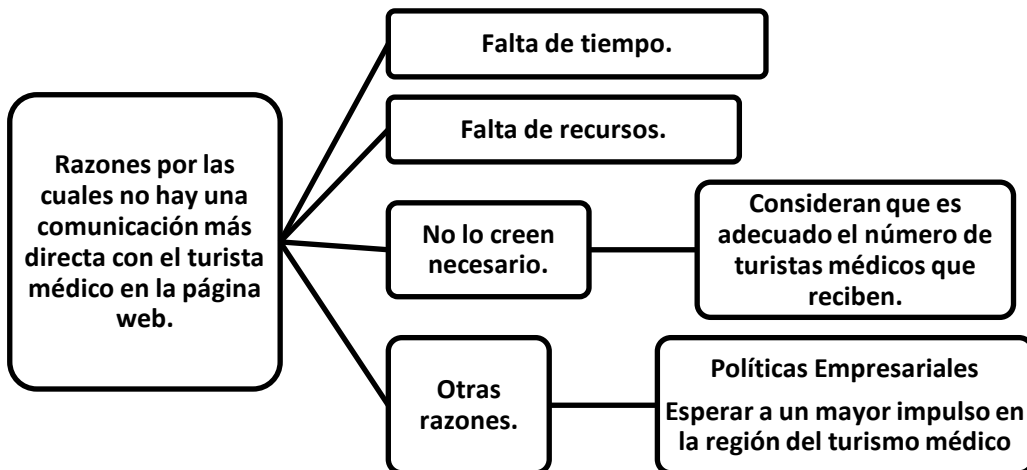 Razones por las
cuales no hay una
comunicación más
directa con el turista
médico en la página
web.
Falta de tiempo.
Falta de recursos.
No lo creen
necesario.
Consideran que es
adecuado el número de
turistas médicos que
reciben.
Otras
razones.
Políticas Empresariales
Esperar a un mayor impulso en
la región del turismo médico